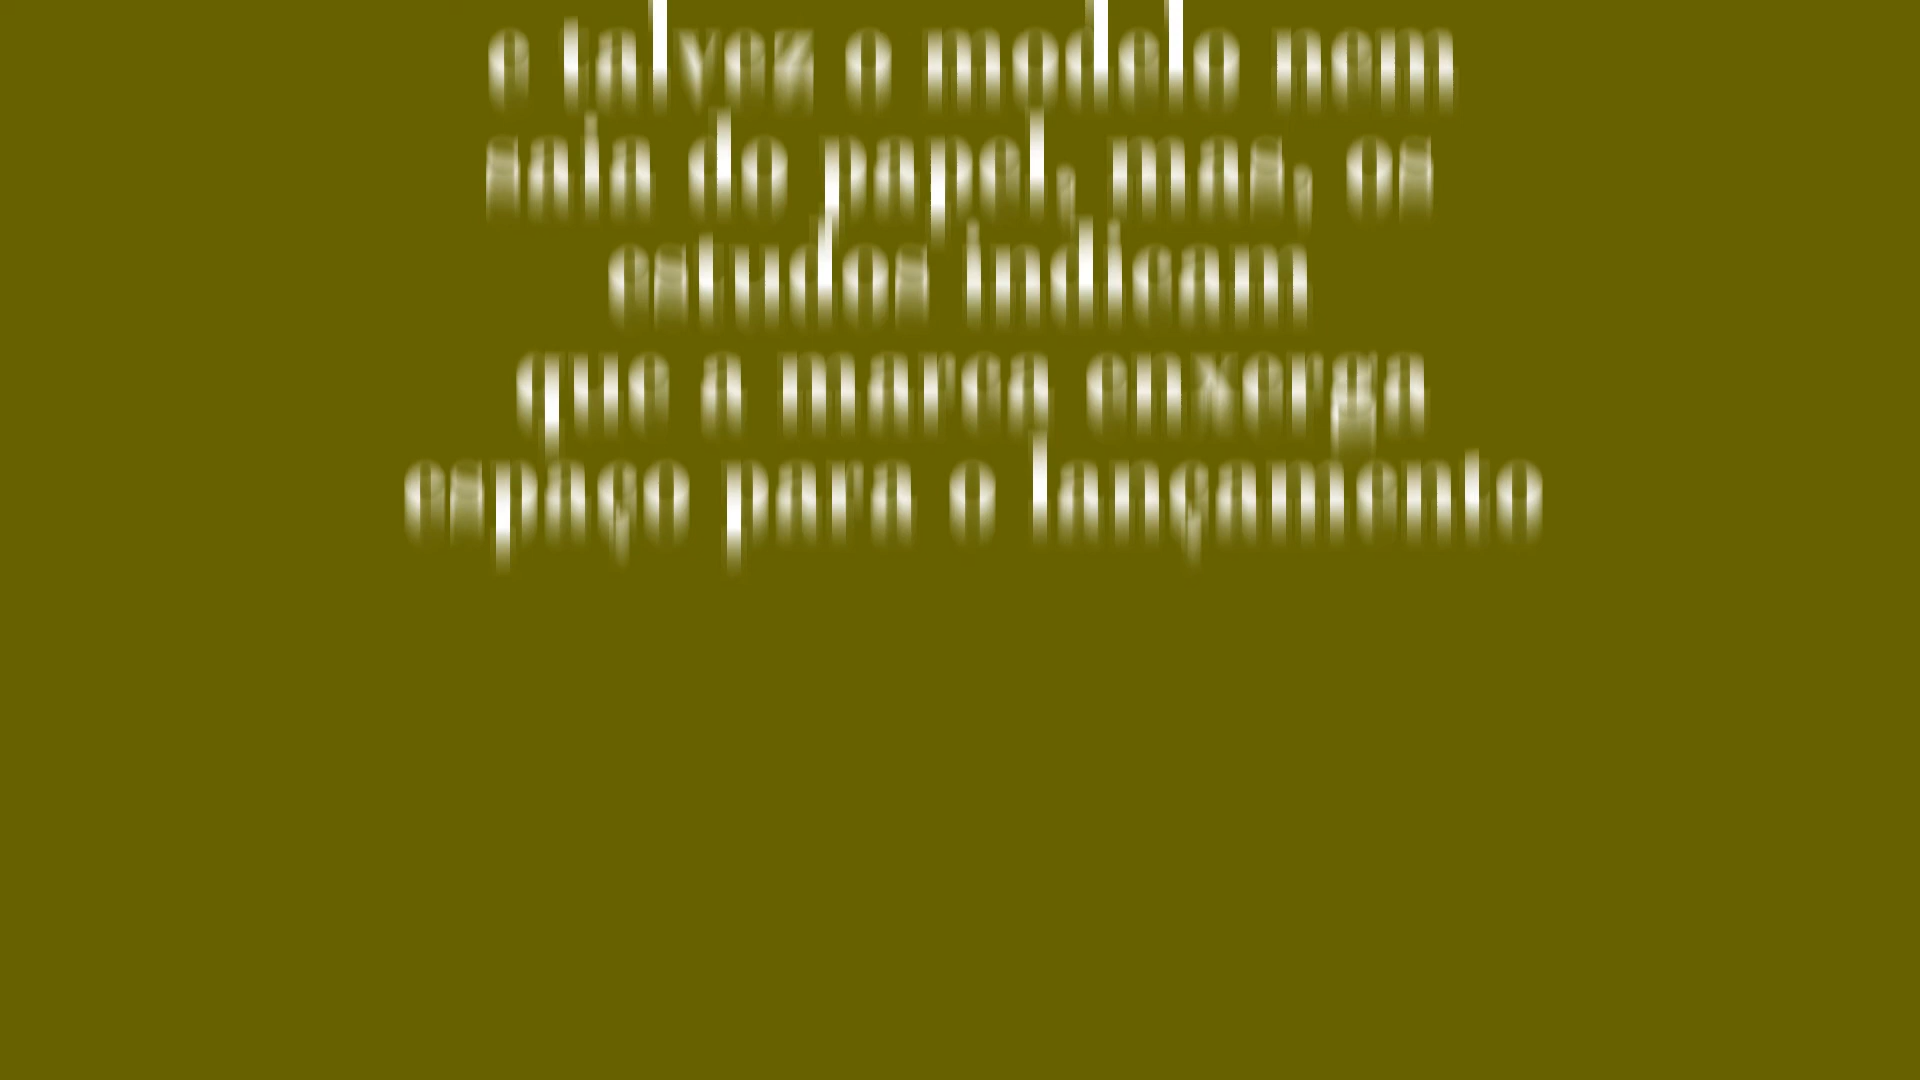 e talvez o modelo nem
saia do papel, mas, os
estudos indicam
que a marca enxerga
espaço para o lançamento